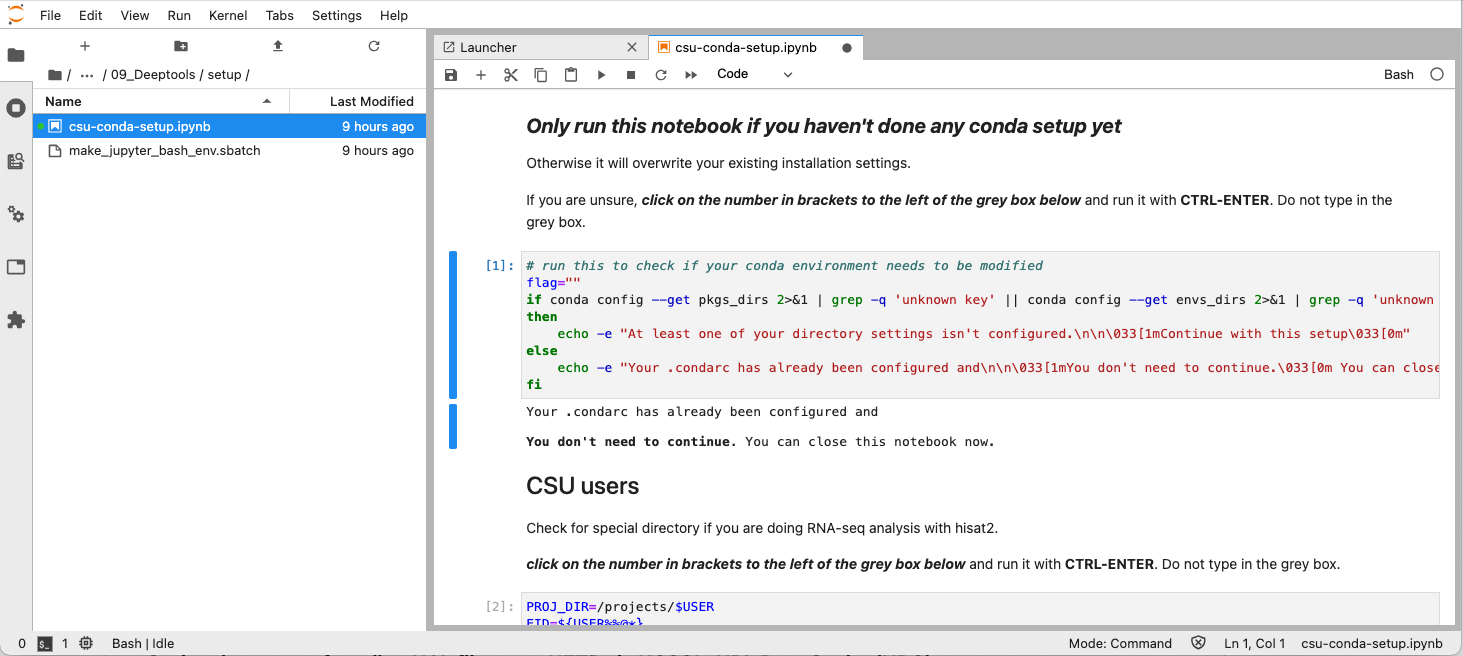 File Edit View Run Kernel Tabs Settings Help
/ ··· / 09_Deeptools / setup /
Name Last Modified
csu-conda-setup.ipynb 9 hours ago
make_jupyter_bash_env.sbatch 9 hours ago
Launcher csu-conda-setup.ipynb
Code Bash
Only run this notebook if you haven't done any conda setup yet
Otherwise it will overwrite your existing installation settings.
If you are unsure, click on the number in brackets to the left of the grey box below and run it with CTRL-ENTER. Do not type in the
grey box.
[1]: # run this to check if your conda environment needs to be modified
flag=""
if conda config --get pkgs_dirs 2>&1 | grep -q 'unknown key' || conda config --get envs_dirs 2>&1 | grep -q 'unknown
then
    echo -e "At least one of your directory settings isn't configured.\n\n\033[1mContinue with this setup\033[0m"
else
    echo -e "Your .condarc has already been configured and\n\n\033[1mYou don't need to continue.\033[0m You can close
fi
Your .condarc has already been configured and
You don't need to continue. You can close this notebook now.
CSU users
Check for special directory if you are doing RNA-seq analysis with hisat2.
click on the number in brackets to the left of the grey box below and run it with CTRL-ENTER. Do not type in the grey box.
[2]: PROJ_DIR=/projects/$USER
EID=${USER%%@*}
0 $_ 1 Bash | Idle Mode: Command Ln 1, Col 1 csu-conda-setup.ipynb